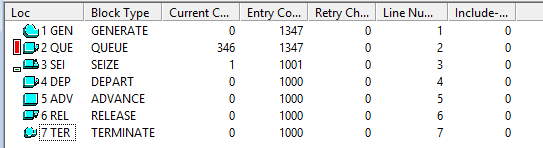 Loc Block Type Current C... Entry Co... Retry Ch... Line Nu... Include-...
1 GEN GENERATE 0 1347 0 1 0
2 QUE QUEUE 346 1347 0 2 0
3 SEI SEIZE 1 1001 0 3 0
4 DEP DEPART 0 1000 0 4 0
5 ADV ADVANCE 0 1000 0 5 0
6 REL RELEASE 0 1000 0 6 0
7 TER TERMINATE 0 1000 0 7 0